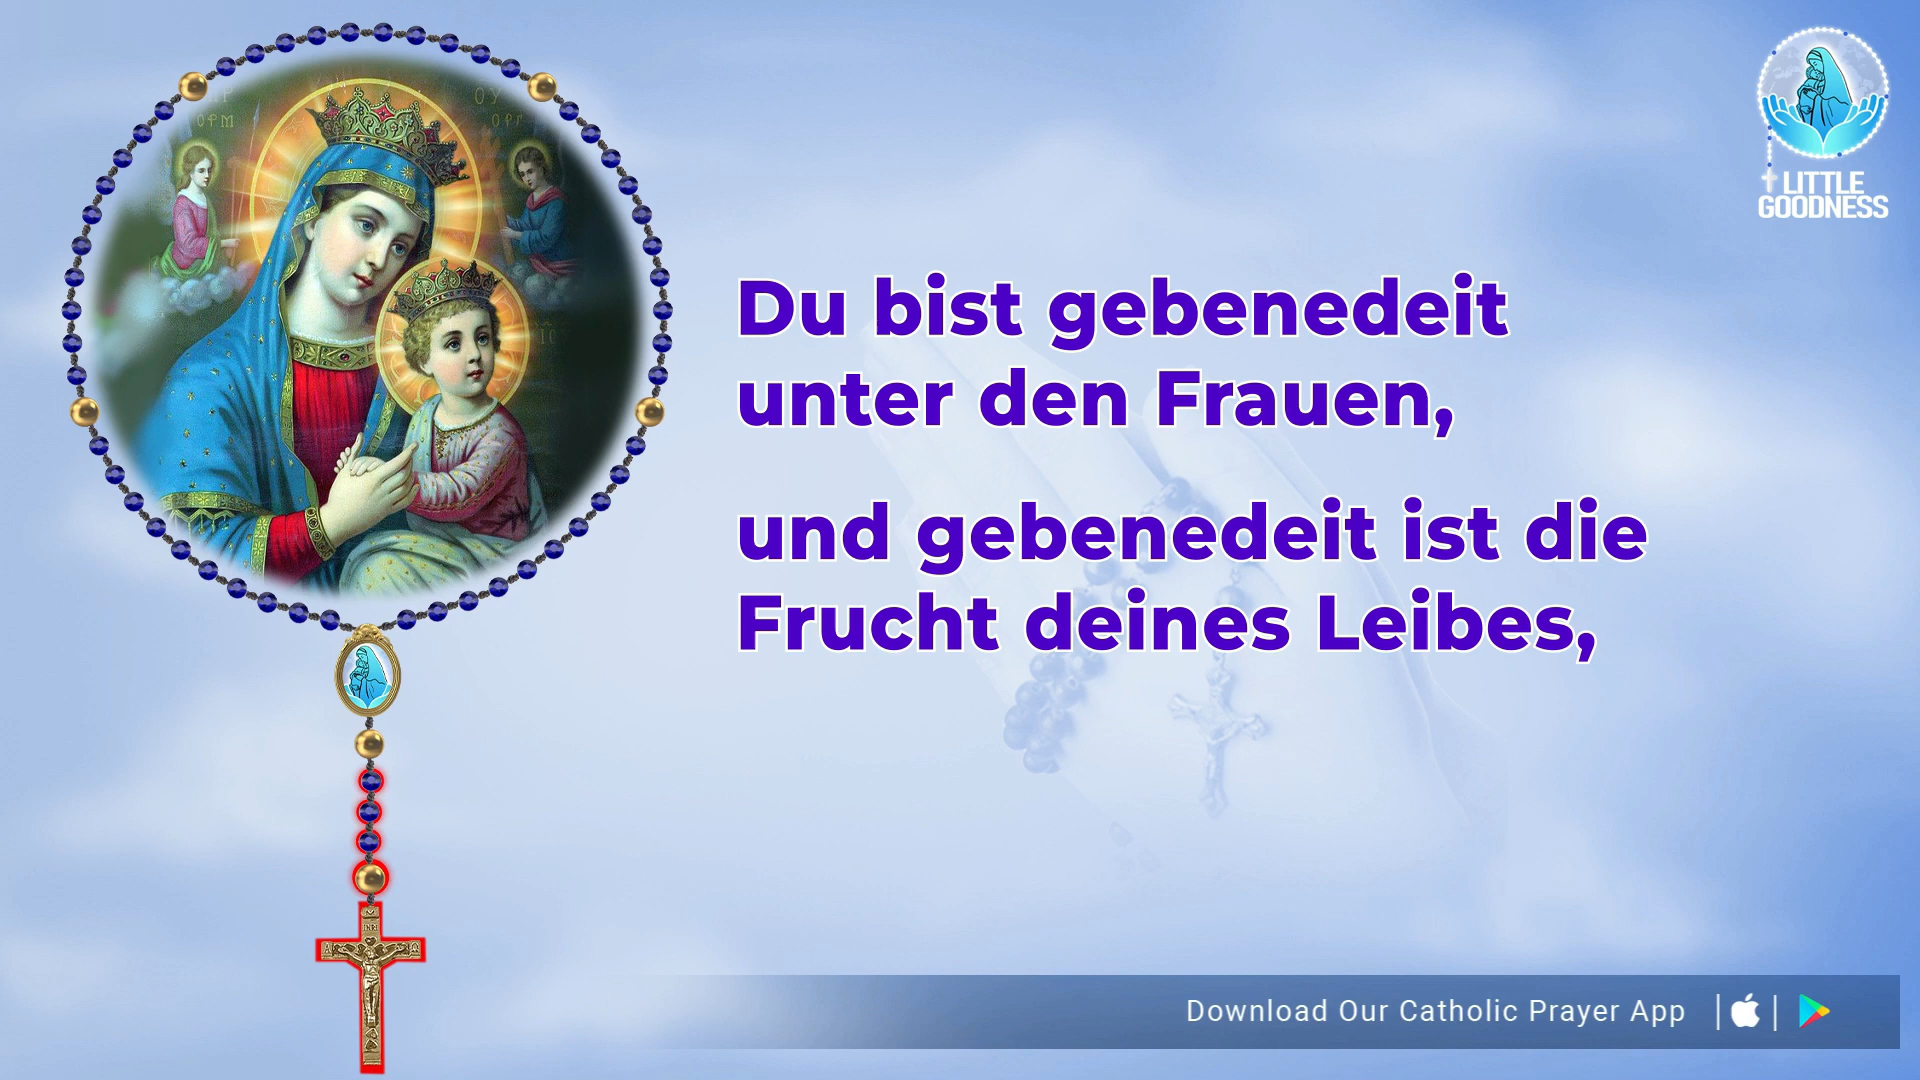 LITTLE
GOODNESS
Du bist gebenedeit
unter den Frauen,
und gebenedeit ist die
Frucht deines Leibes,
INRI
Download Our Catholic Prayer App